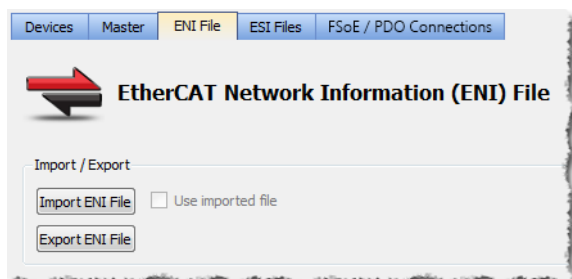 Devices Master ENI File ESI Files FSoE / PDO Connections
EtherCAT Network Information (ENI) File
Import / Export
Import ENI File Use imported file
Export ENI File